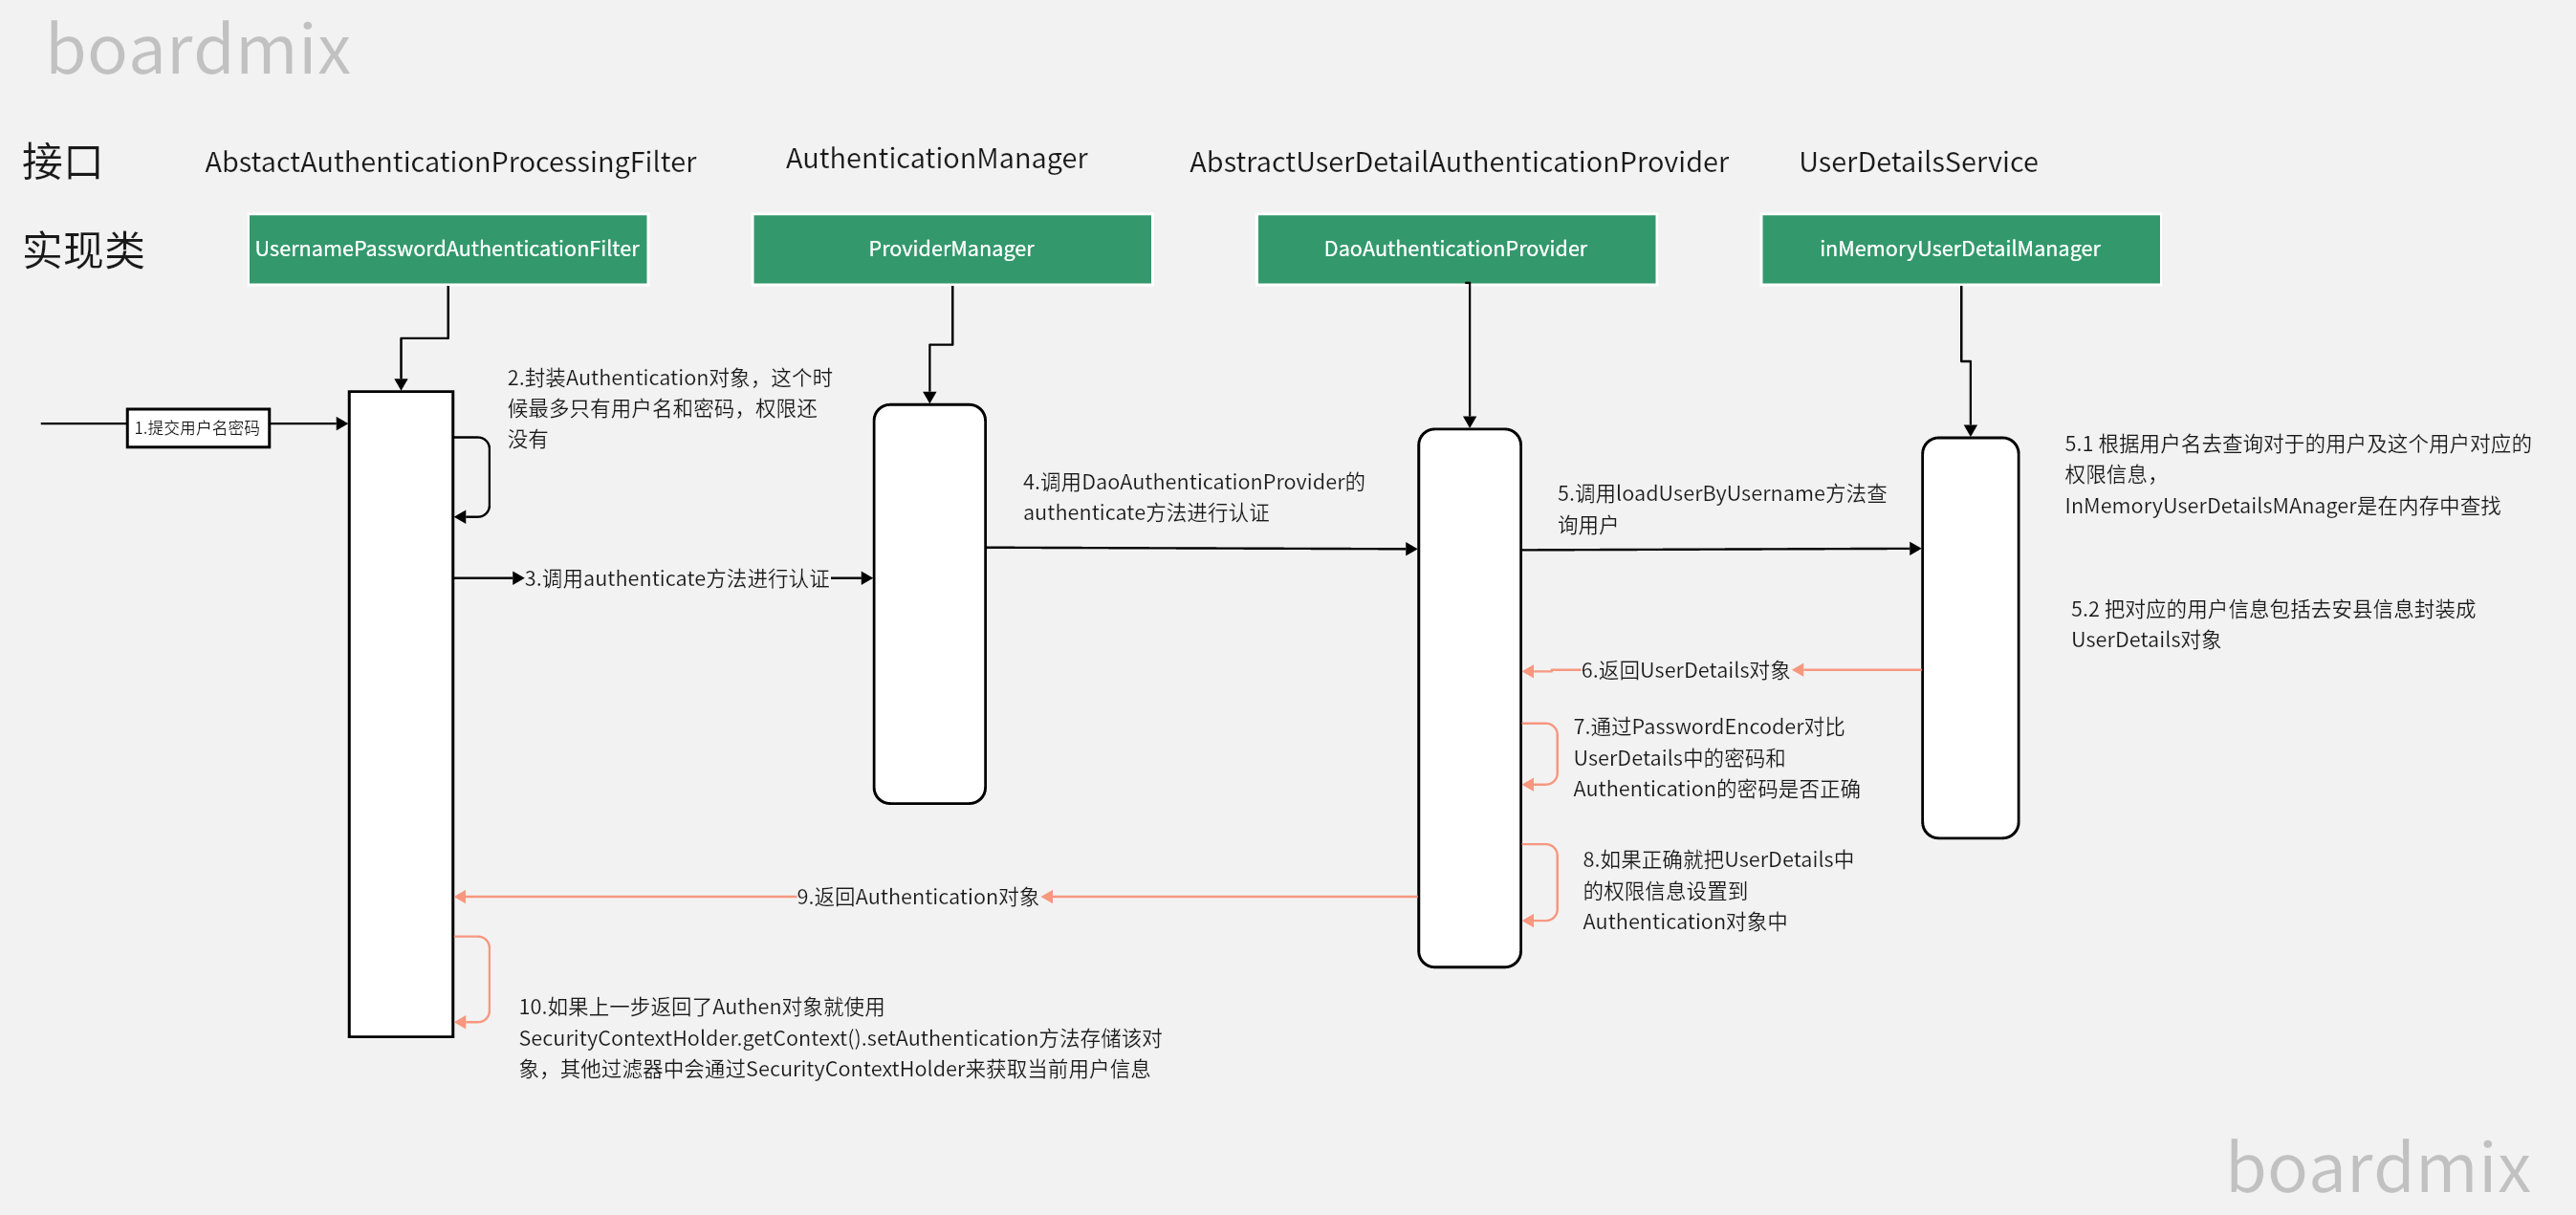 boardmix
接口
AbstactAuthenticationProcessingFilter
AuthenticationManager
AbstractUserDetailAuthenticationProvider
UserDetailsService
实现类
UsernamePasswordAuthenticationFilter
ProviderManager
DaoAuthenticationProvider
inMemoryUserDetailManager
1.提交用户名密码
2.封装Authentication对象，这个时
候最多只有用户名和密码，权限还
没有
3.调用authenticate方法进行认证
4.调用DaoAuthenticationProvider的
authenticate方法进行认证
5.调用loadUserByUsername方法查
询用户
5.1 根据用户名去查询对于的用户及这个用户对应的
权限信息，
InMemoryUserDetailsMAnager是在内存中查找
5.2 把对应的用户信息包括去安县信息封装成
UserDetails对象
6.返回UserDetails对象
7.通过PasswordEncoder对比
UserDetails中的密码和
Authentication的密码是否正确
8.如果正确就把UserDetails中
的权限信息设置到
Authentication对象中
9.返回Authentication对象
10.如果上一步返回了Authen对象就使用
SecurityContextHolder.getContext().setAuthentication方法存储该对
象，其他过滤器中会通过SecurityContextHolder来获取当前用户信息
boardmix